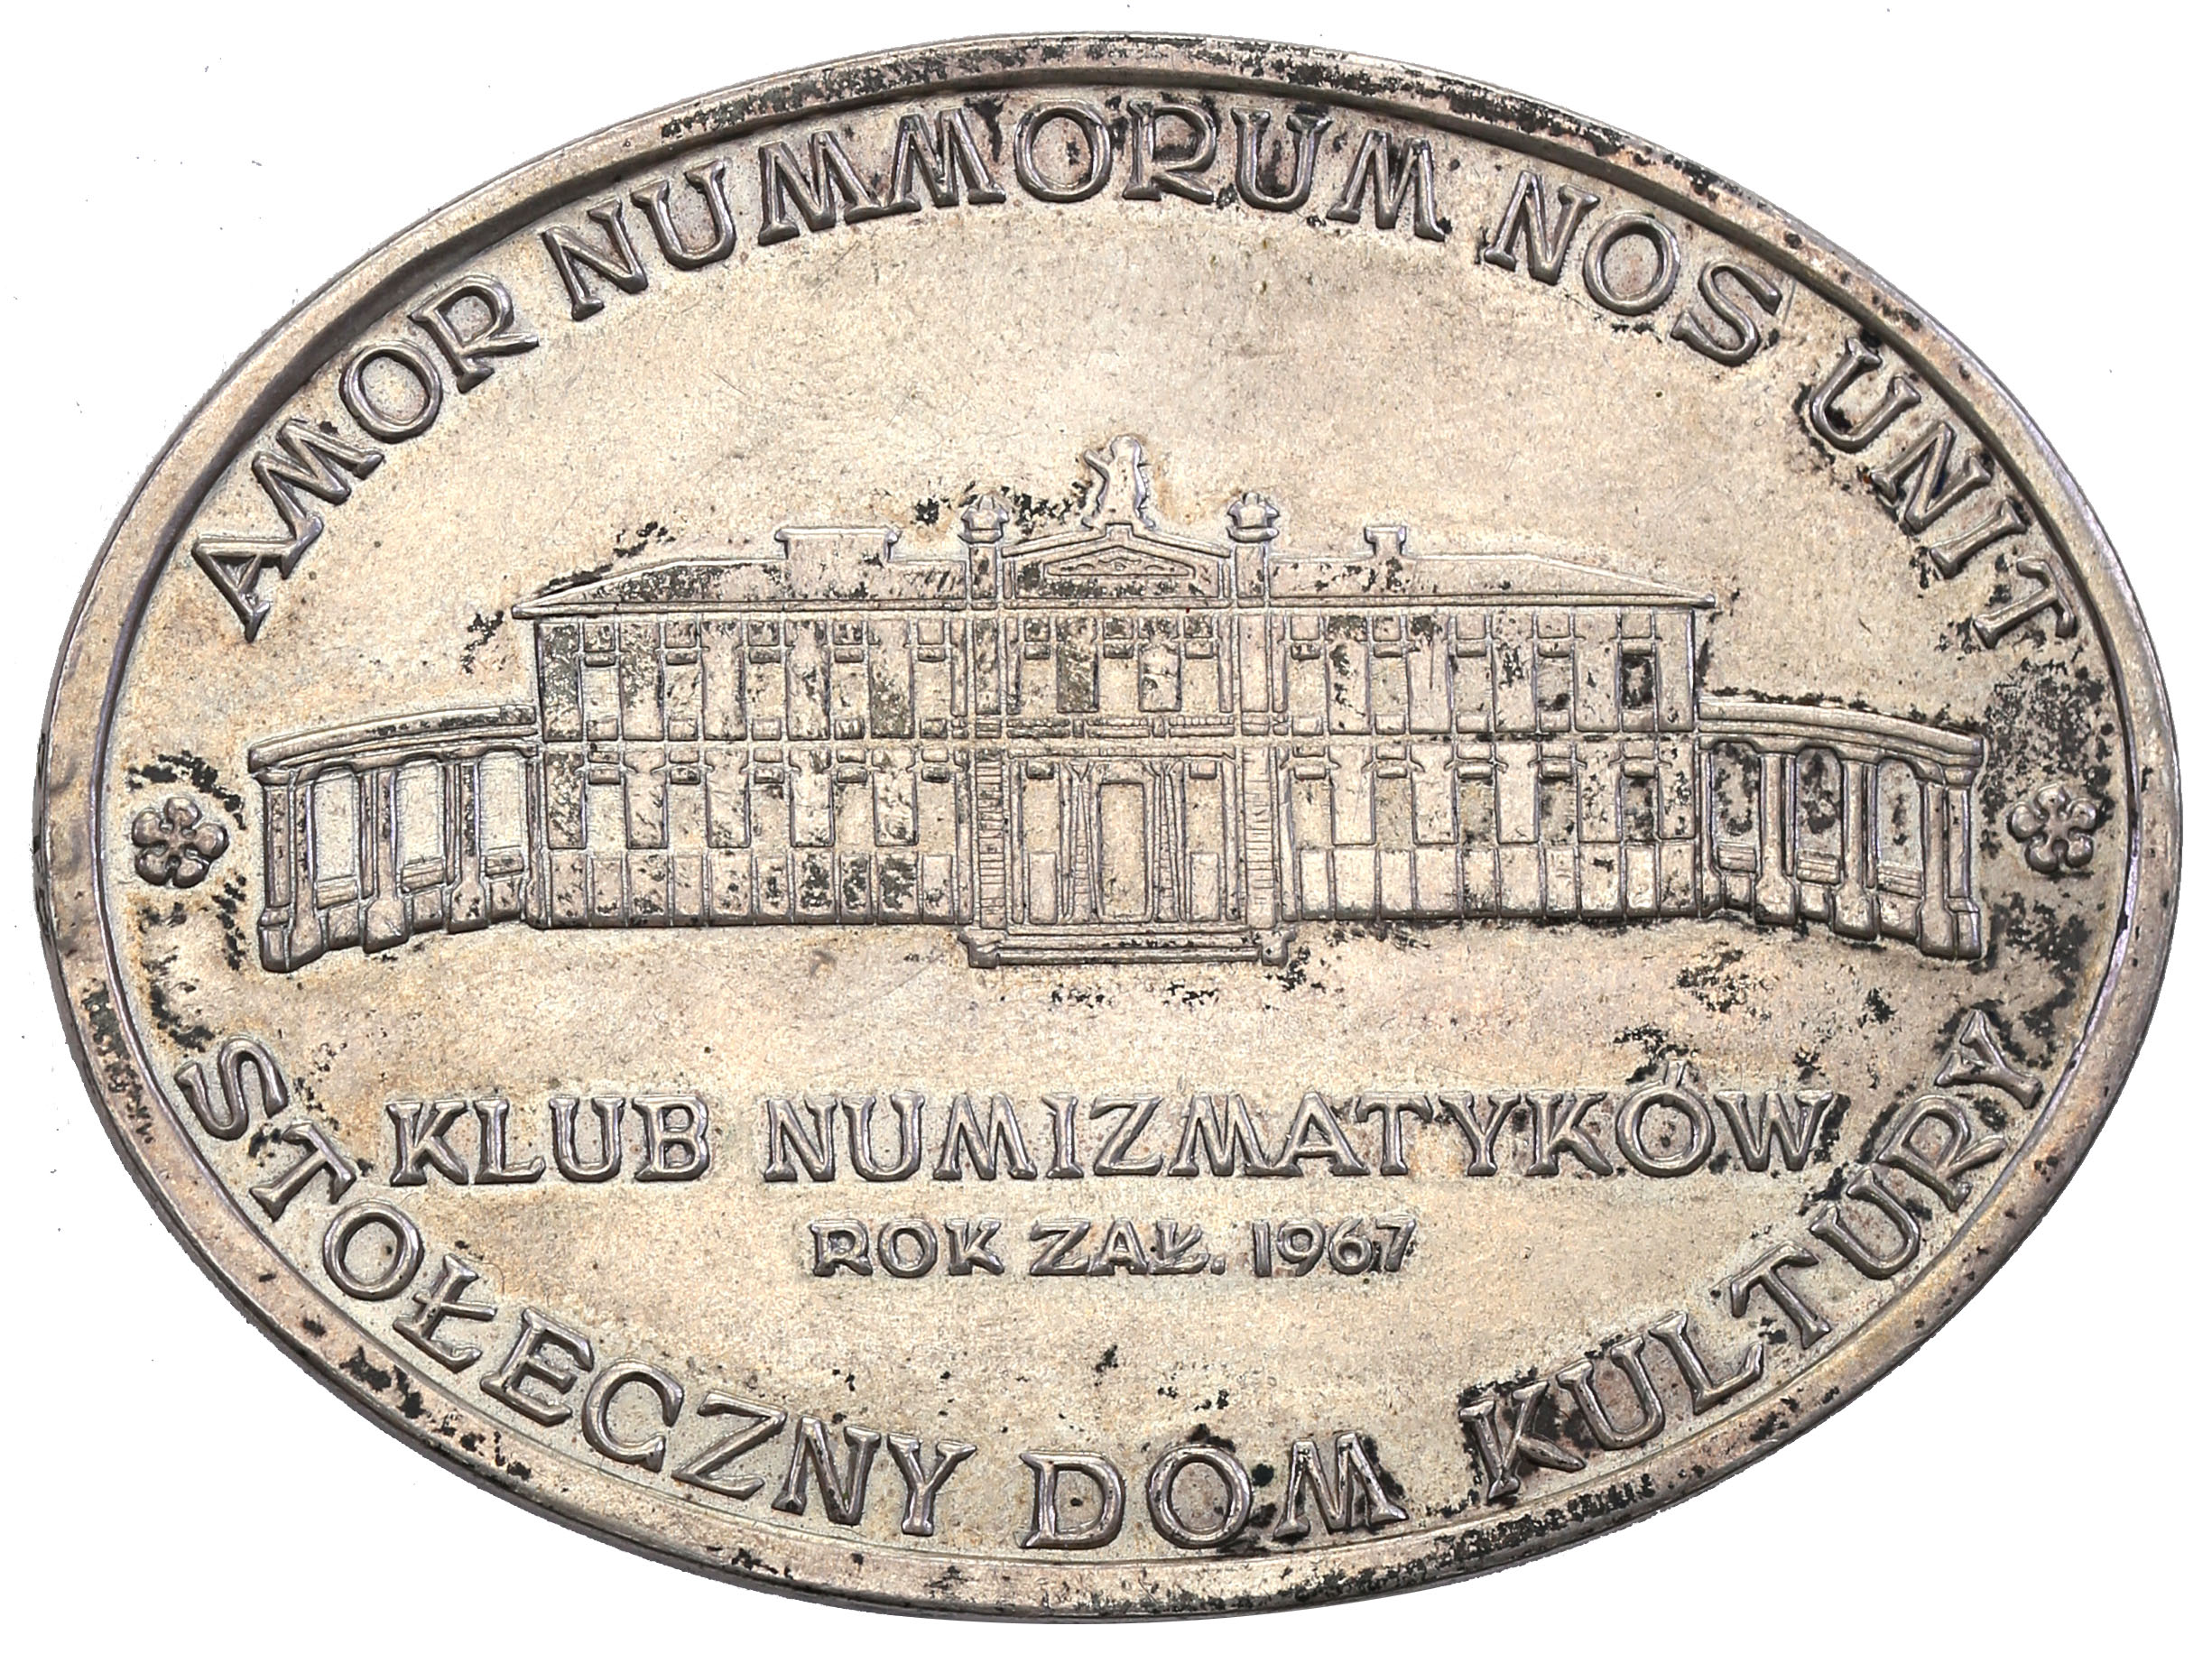 AMOR NUMMORUM NOS UNIT
KLUB NUMIZMATYKÓW
ROK ZAŁ. 1967
STOŁECZNY DOM KULTURY